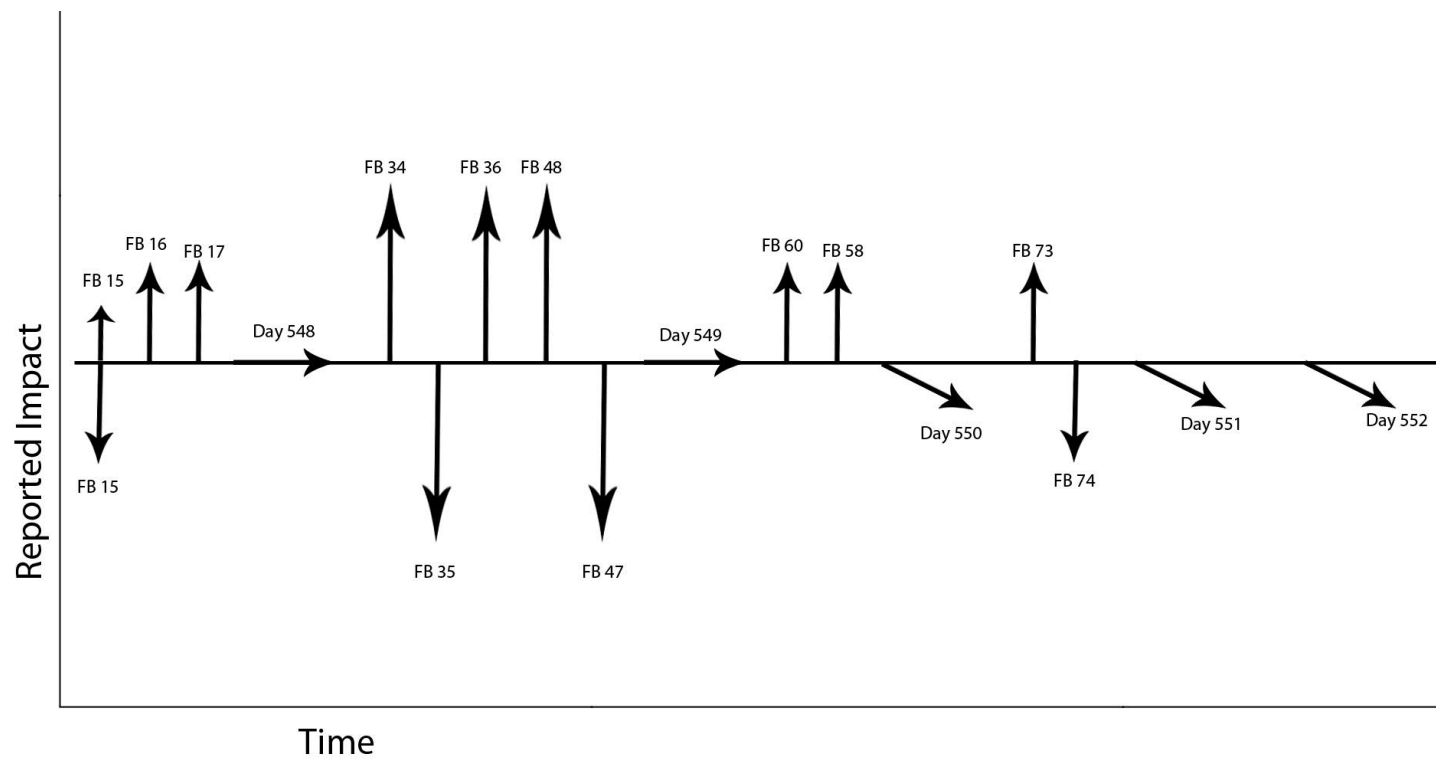 FB 34
FB 36
FB 48
FB 16
FB 17
FB 60
FB 58
FB 73
FB 15
Day 548
Day 549
Day 550
Day 551
Day 552
FB 15
FB 74
FB 35
FB 47
Reported Impact
Time